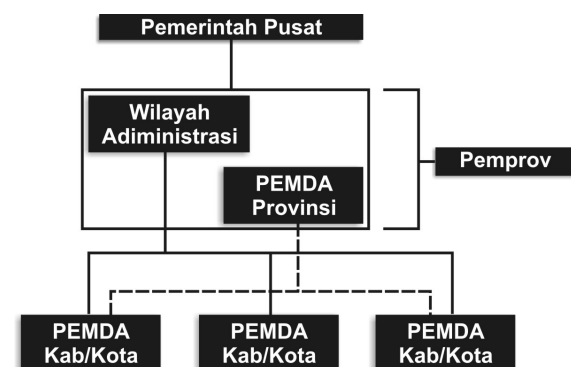 Pemerintah Pusat
Wilayah
Adiministrasi
Pemprov
PEMDA
Provinsi
PEMDA
Kab/Kota
PEMDA
Kab/Kota
PEMDA
Kab/Kota